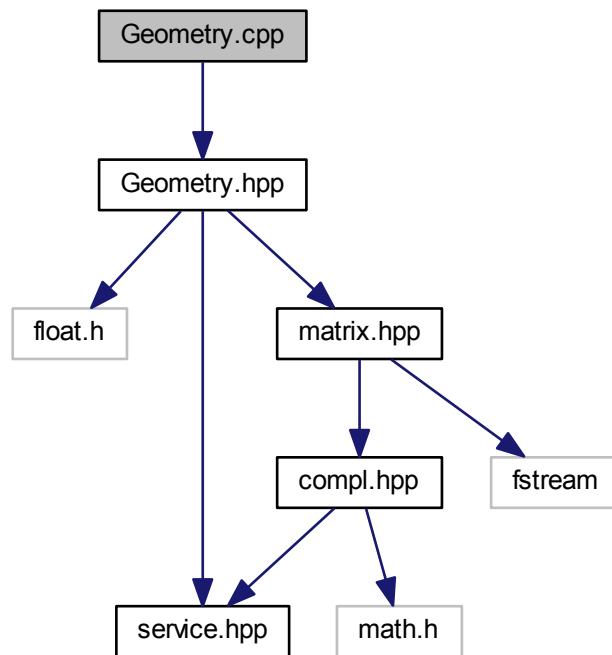 Geometry.cpp
Geometry.hpp
float.h
matrix.hpp
compl.hpp
fstream
service.hpp
math.h